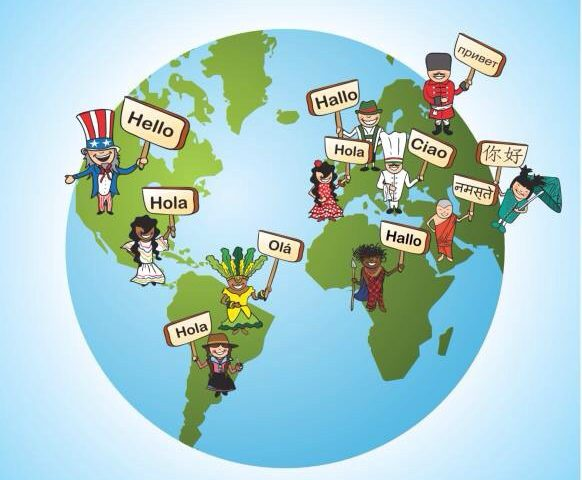 привет
Hallo
Hello
Hola
Ciao
你好
नमस्ते
Hola
Hallo
Olá
Hola